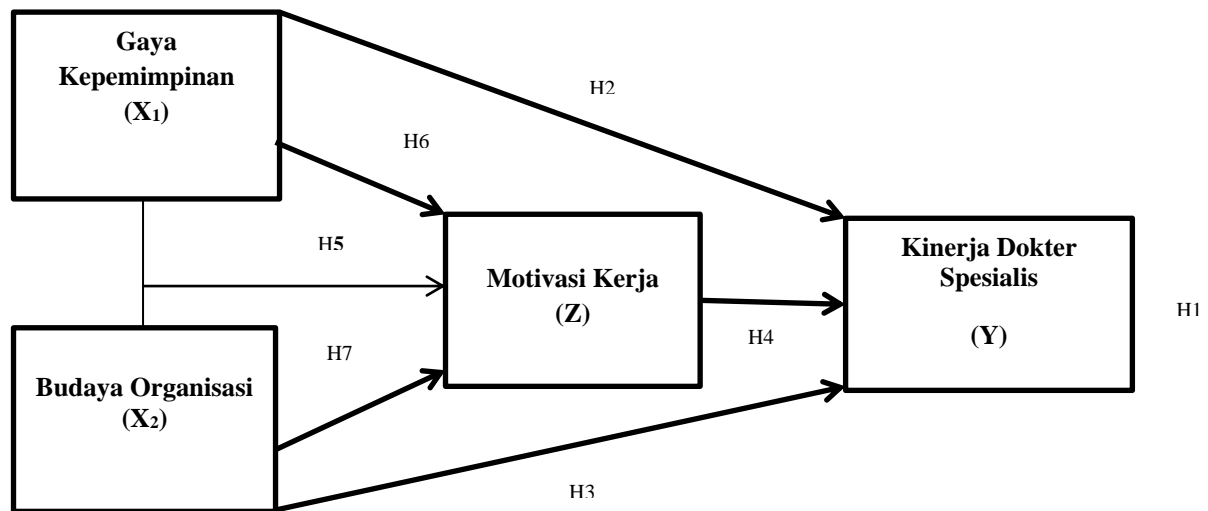 Gaya
Kepemimpinan
(X₁)
H2
H6
H5
Motivasi Kerja
(Z)
Kinerja Dokter
Spesialis
(Y)
H1
H4
H7
Budaya Organisasi
(X₂)
H3